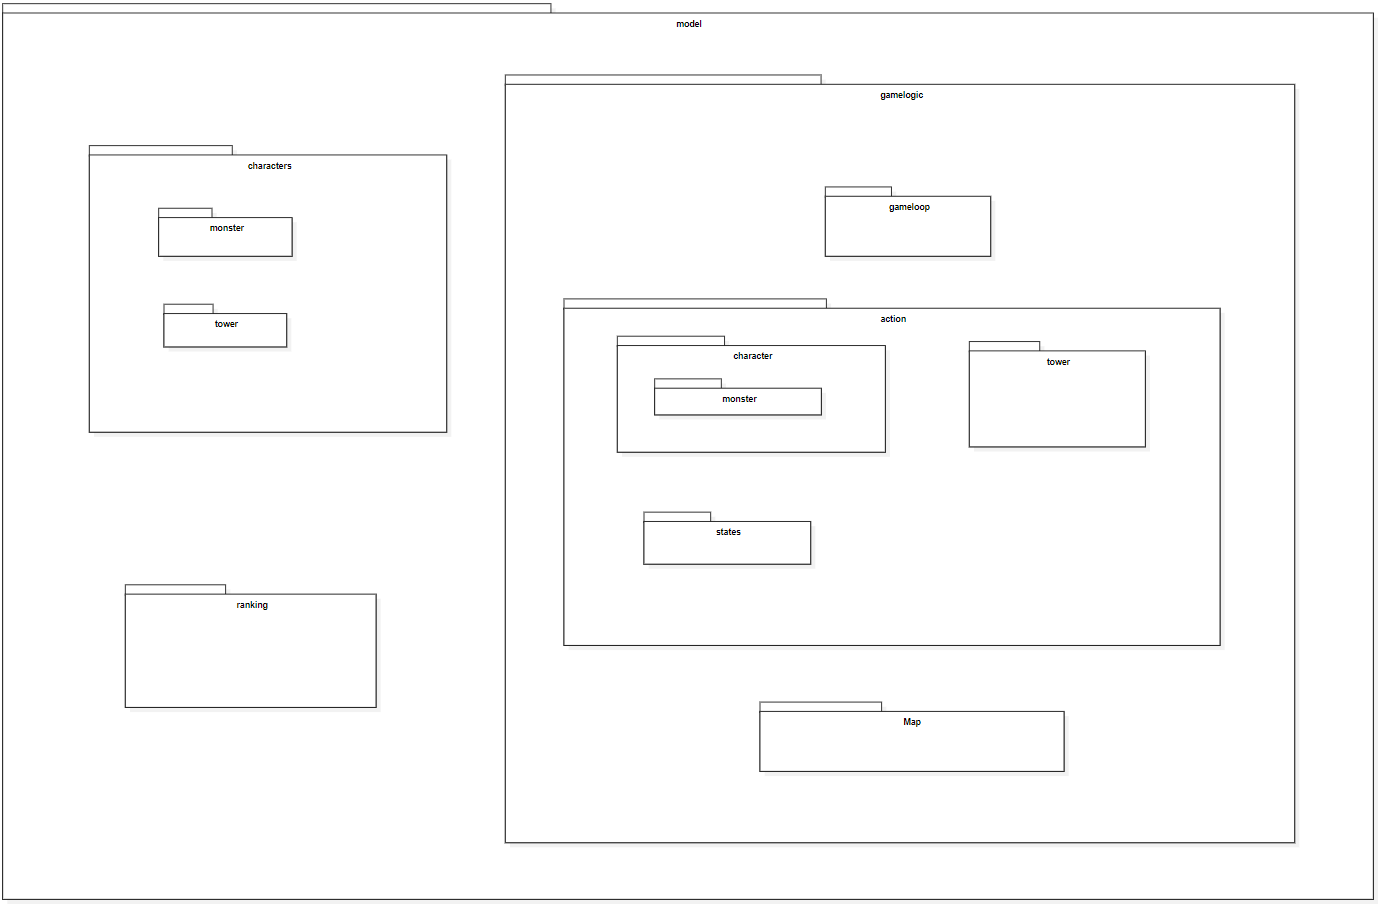 model
gamelogic
characters
monster
tower
gameloop
action
character
monster
tower
states
ranking
Map